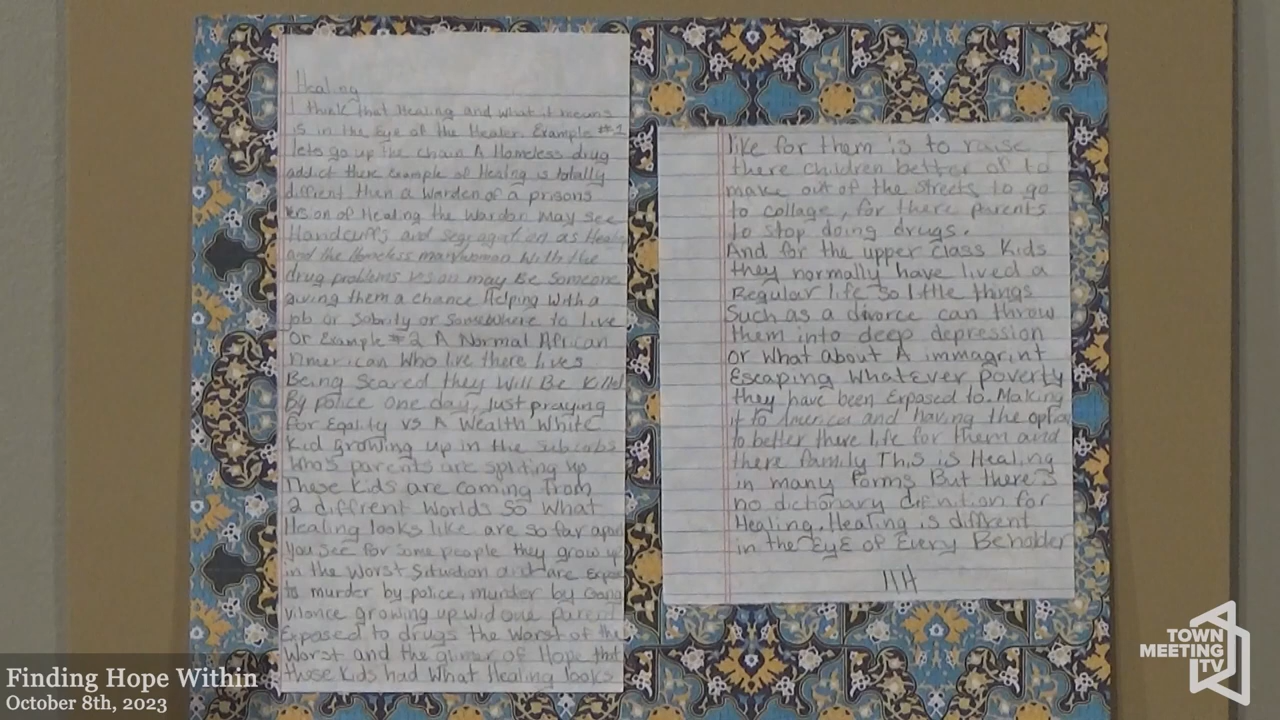 Healing
I think that Healing and what it means
is in the Eye of the Healer. Example #1
lets go up the chain A Homeless drug
addict there Example of Healing is totally
diffrent than a Warden of a prisons
version of Healing the Warden may see
Handcuffs and segregation as Healing
and the Homeless man/woman With the
drug problems vision may Be Someone
giving them a chance Helping With a
job or Sobrity or Somewhere to live
Or Example #2 A Normal African
American Who live there lives
Being Scared they Will Be Killed
By police One day, just praying
for Eqality vs A Wealth White
Kid growing up in the Suburbs
Who's parents are spliting up
These Kids are coming from
2 diffrent Worlds So What
Healing looks like are so far apart
You see for some people they grow up
in the Worst Situation and are Exposed
to murder by police, murder by Gang
vilance growing up wid one parent
Exposed to drugs the Worst of the
Worst and the glimer of Hope that
those Kids had What Healing looks
like for them is to raise
there children better of to
make out of the streets to go
to collage, for there parents
to stop doing drugs.
And for the upper class Kids
they normally have lived a
Regular life So little things
Such as a divorce can throw
them into deep depression
or What about A immagrint
Escaping Whatever poverty
they have been Exposed to. Making
it to America and having the option
to better there life for them and
there family This is Healing
in many forms But there is
no dictionary difintion for
Healing. Healing is diffrent
in the EyE of Every Beholder
Finding Hope Within
October 8th, 2023
TOWN
MEETING
TV